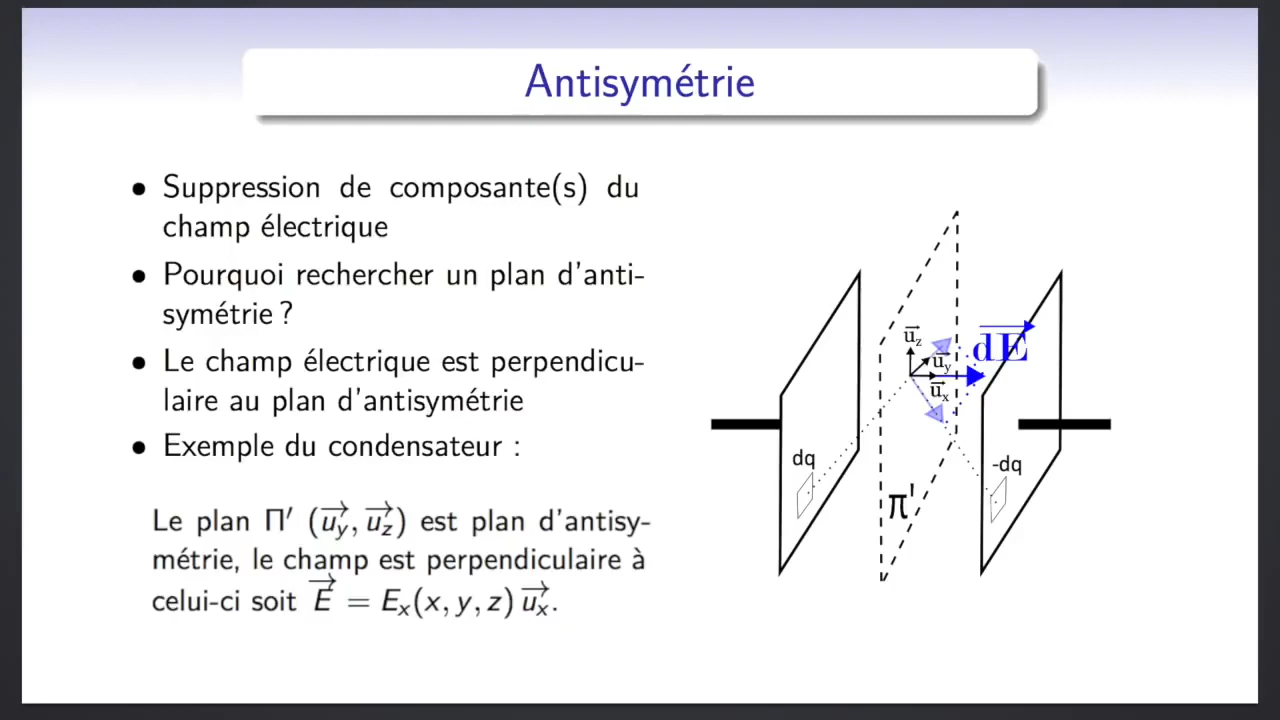 Antisymétrie
• Suppression de composante(s) du
champ électrique
• Pourquoi rechercher un plan d'anti-
symétrie ?
• Le champ électrique est perpendicu-
laire au plan d'antisymétrie
• Exemple du condensateur :
Le plan Π′ (u⃗y, u⃗z) est plan d'antisy-
métrie, le champ est perpendiculaire à
celui-ci soit E⃗ = Ex(x, y, z) u⃗x.
u⃗z
dE⃗
u⃗y
u⃗x
dq
-dq
π'